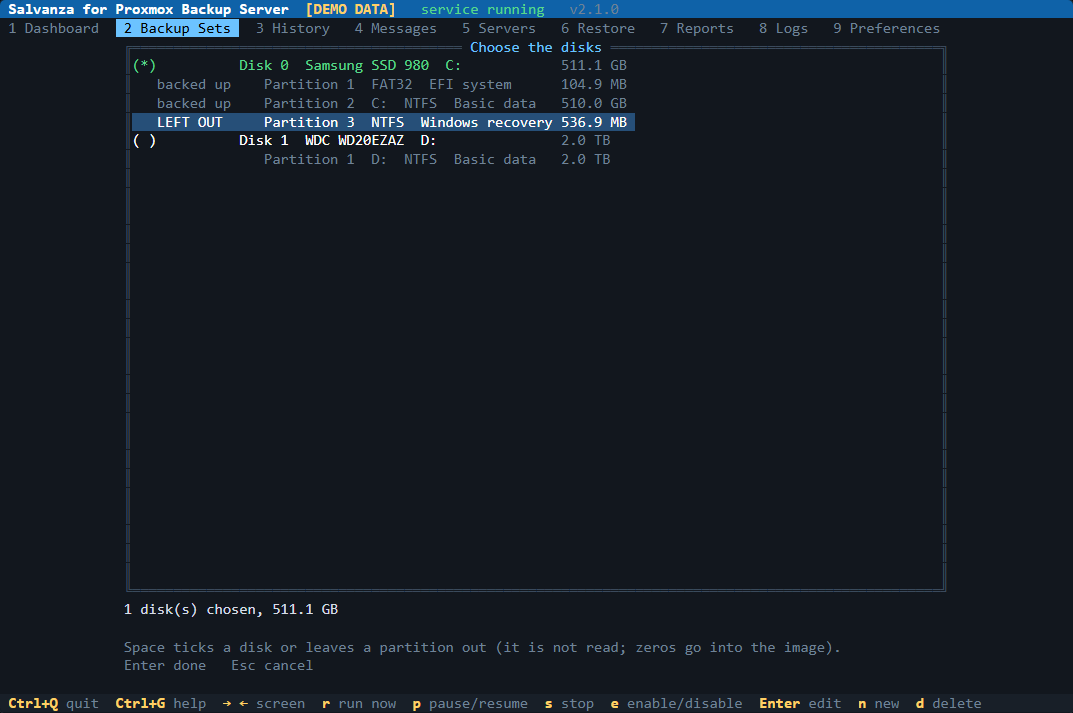 Salvanza for Proxmox Backup Server  [DEMO DATA]   service running   v2.1.0
1 Dashboard   2 Backup Sets   3 History   4 Messages   5 Servers   6 Restore   7 Reports   8 Logs   9 Preferences
Choose the disks
(*)          Disk 0  Samsung SSD 980  C:            511.1 GB
backed up    Partition 1  FAT32  EFI system      104.9 MB
backed up    Partition 2  C:  NTFS  Basic data   510.0 GB
LEFT OUT     Partition 3  NTFS  Windows recovery 536.9 MB
( )          Disk 1  WDC WD20EZAZ  D:               2.0 TB
Partition 1  D:  NTFS  Basic data   2.0 TB
1 disk(s) chosen, 511.1 GB
Space ticks a disk or leaves a partition out (it is not read; zeros go into the image).
Enter done   Esc cancel
Ctrl+Q quit  Ctrl+G help  → ← screen  r run now  p pause/resume  s stop  e enable/disable  Enter edit  n new  d delete